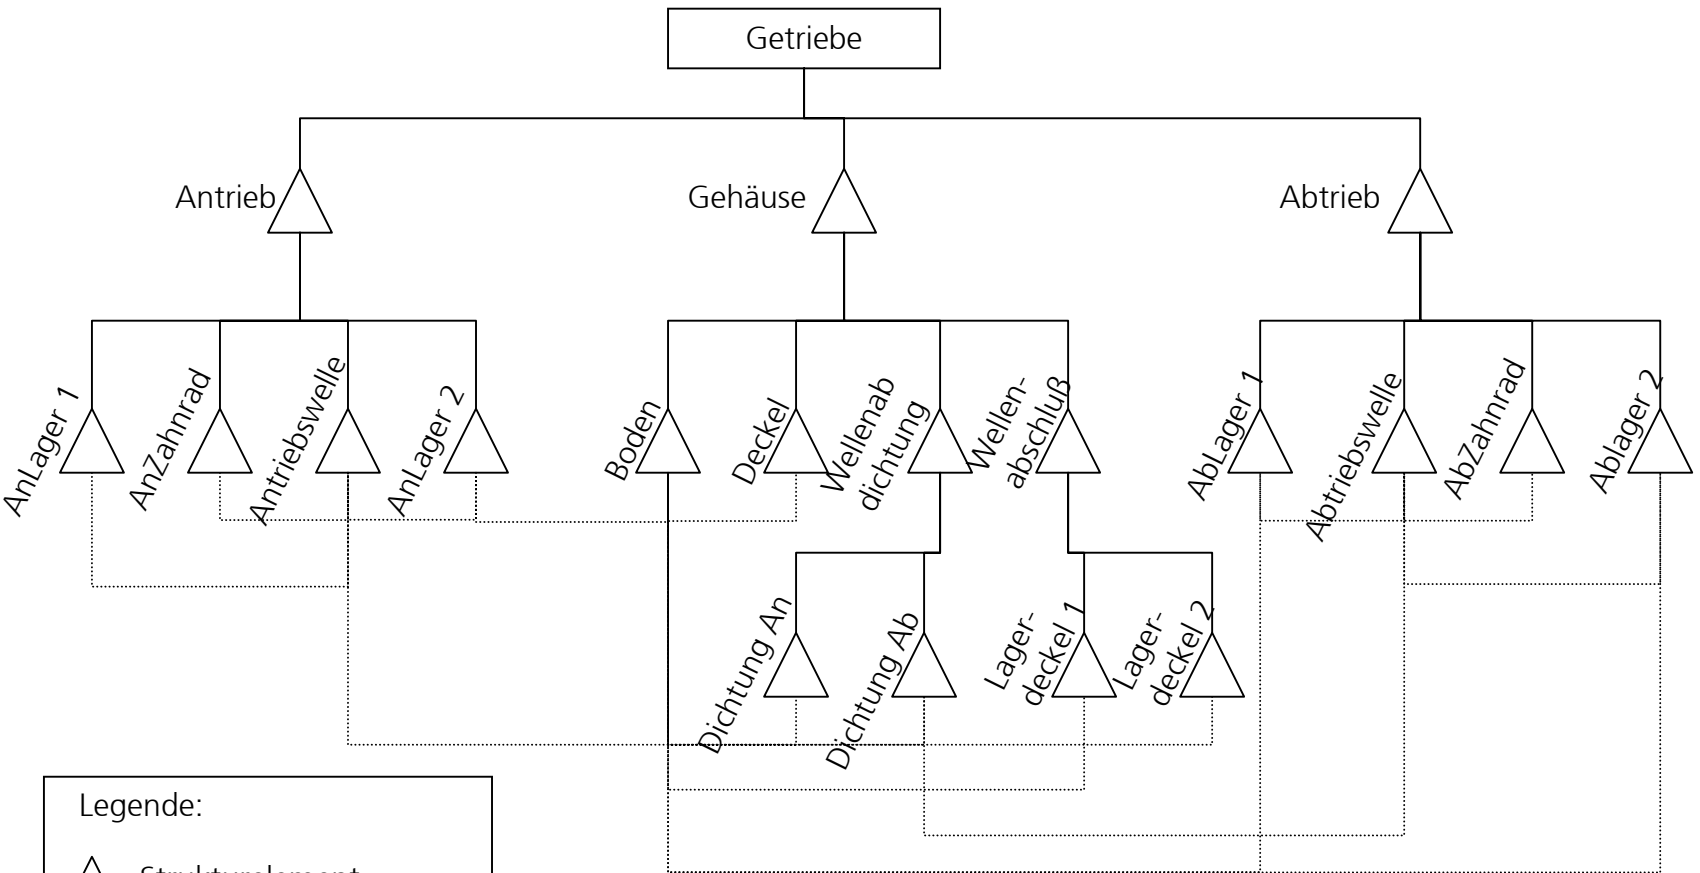 Getriebe
Antrieb
Gehäuse
Abtrieb
AnLager 1
AnZahnrad
Antriebswelle
AnLager 2
Boden
Deckel
Wellenab
dichtung
Wellen-
abschluß
AbLager 1
Abtriebswelle
AbZahnrad
Ablager 2
Dichtung An
Dichtung Ab
Lager-
deckel 1
Lager-
deckel 2
Legende:
Strukturelement